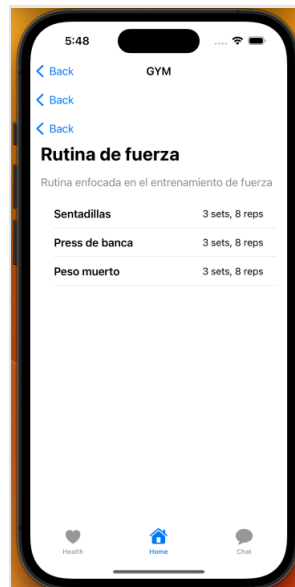 5:48
Back GYM
Back
Back
Rutina de fuerza
Rutina enfocada en el entrenamiento de fuerza
Sentadillas 3 sets, 8 reps
Press de banca 3 sets, 8 reps
Peso muerto 3 sets, 8 reps
Health Home Chat